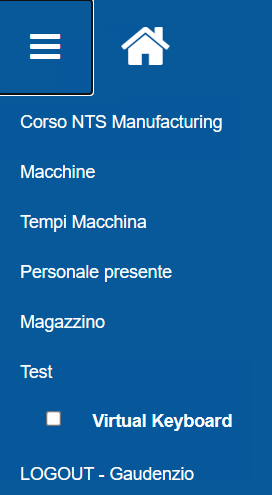 Corso NTS Manufacturing
Macchine
Tempi Macchina
Personale presente
Magazzino
Test
Virtual Keyboard
LOGOUT - Gaudenzio